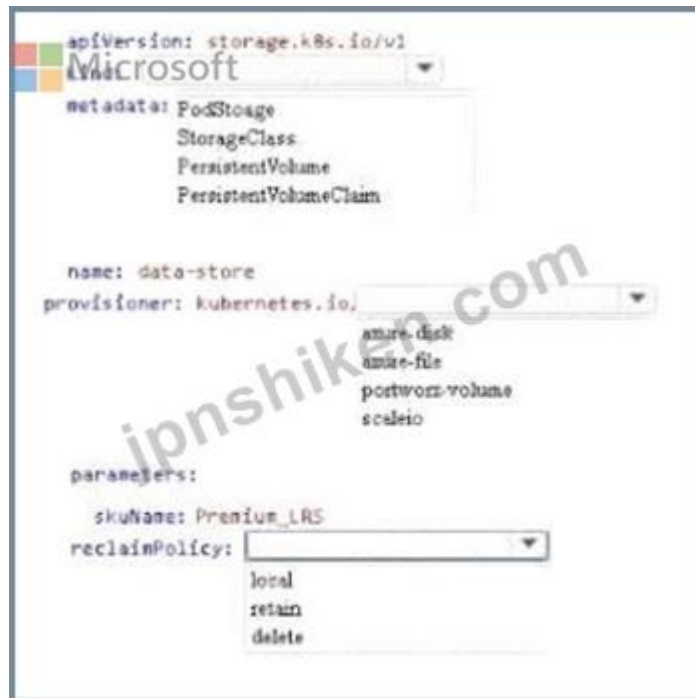 apiVersion: storage.k8s.io/v1
Microsoft
metadata:
PodStoage
StorageClass
PersistentVolume
PersistentVolumeClaim
name: data-store
provisioner: kubernetes.io/
azure-disk
azure-file
portworx-volume
scaleio
jpnshiken.com
parameters:
skuName: Premium_LRS
reclaimPolicy:
local
retain
delete